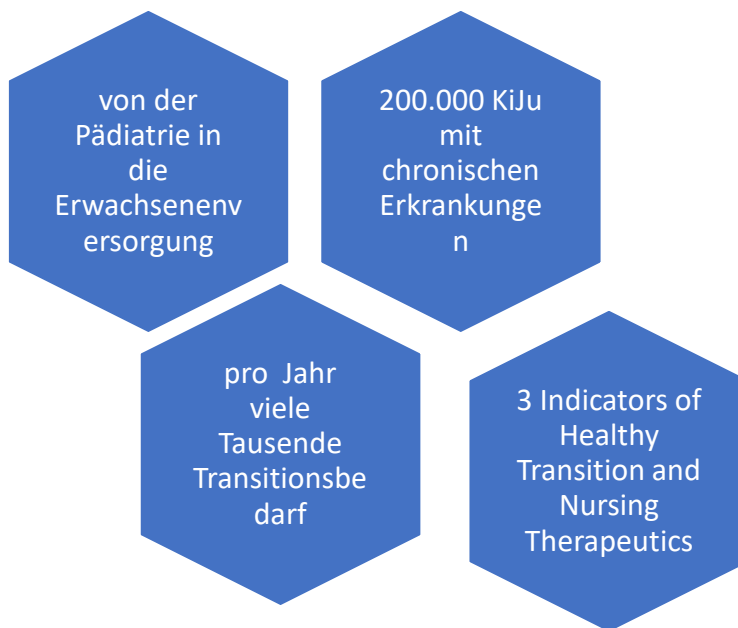 von der
Pädiatrie in
die
Erwachsenenv
ersorgung
200.000 KiJu
mit
chronischen
Erkrankunge
n
pro  Jahr
viele
Tausende
Transitionsbe
darf
3 Indicators of
Healthy
Transition and
Nursing
Therapeutics